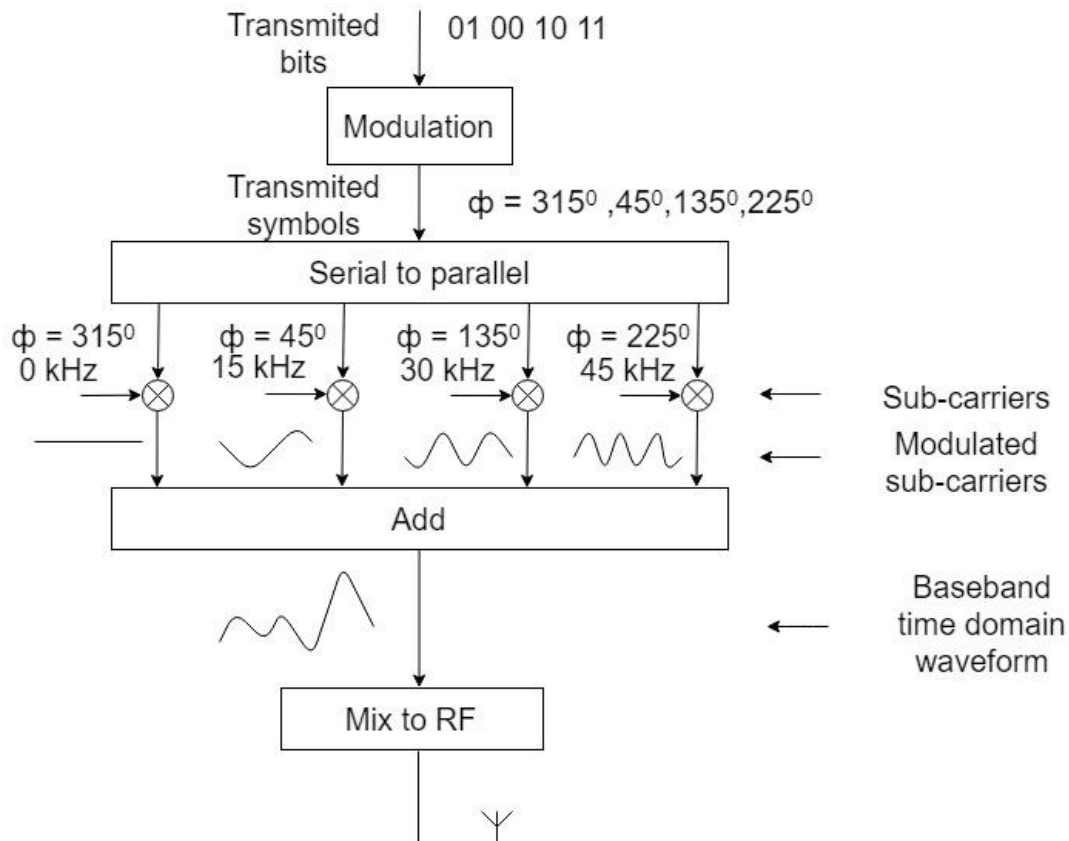 Transmited
bits
01 00 10 11
Modulation
Transmited
symbols
ф = 315⁰ ,45⁰,135⁰,225⁰
Serial to parallel
ф = 315⁰
0 kHz
ф = 45⁰
15 kHz
ф = 135⁰
30 kHz
ф = 225⁰
45 kHz
Sub-carriers
Modulated
sub-carriers
Add
Baseband
time domain
waveform
Mix to RF